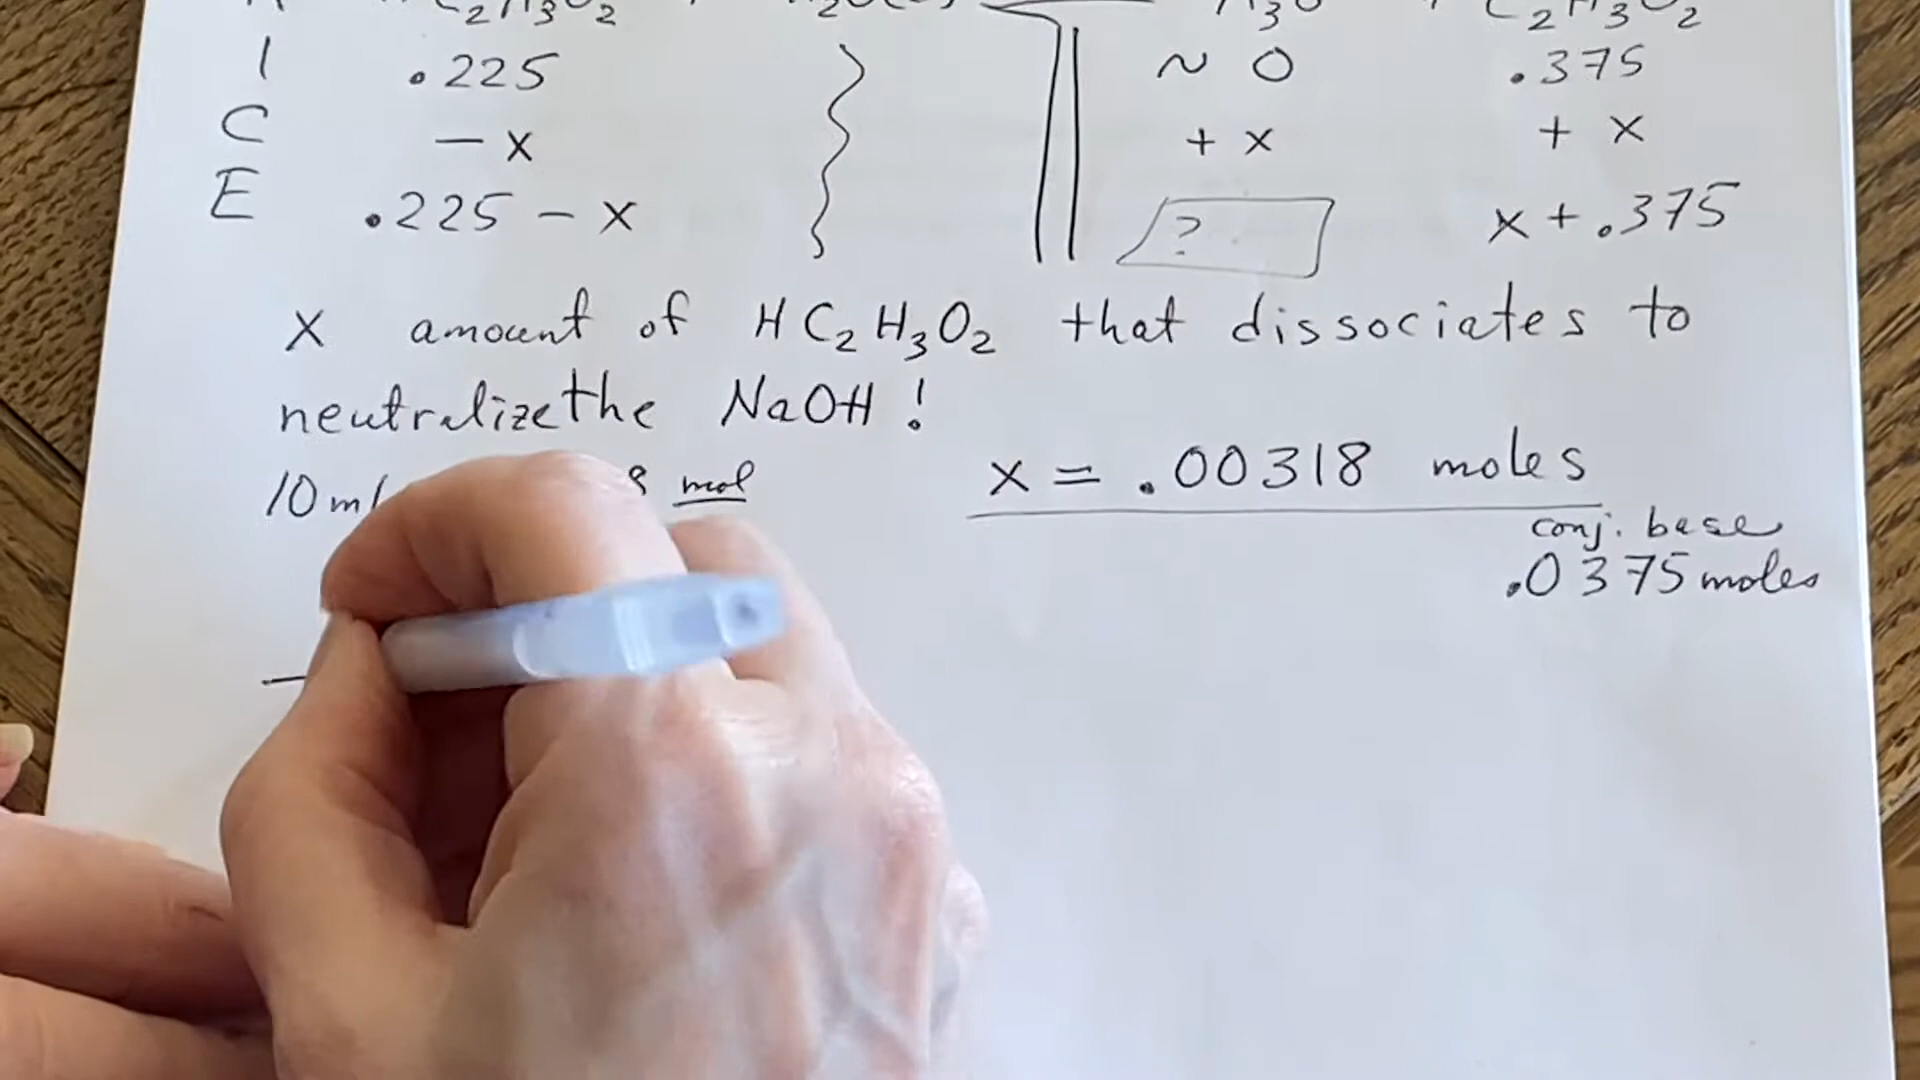 I .225 ~ 0 .375
C - x + x + x
E .225 - x ? x + .375
X amount of HC₂H₃O₂ that dissociates to
neutralize the NaOH !
10 ml mol x = .00318 moles
conj. base
.0375 moles